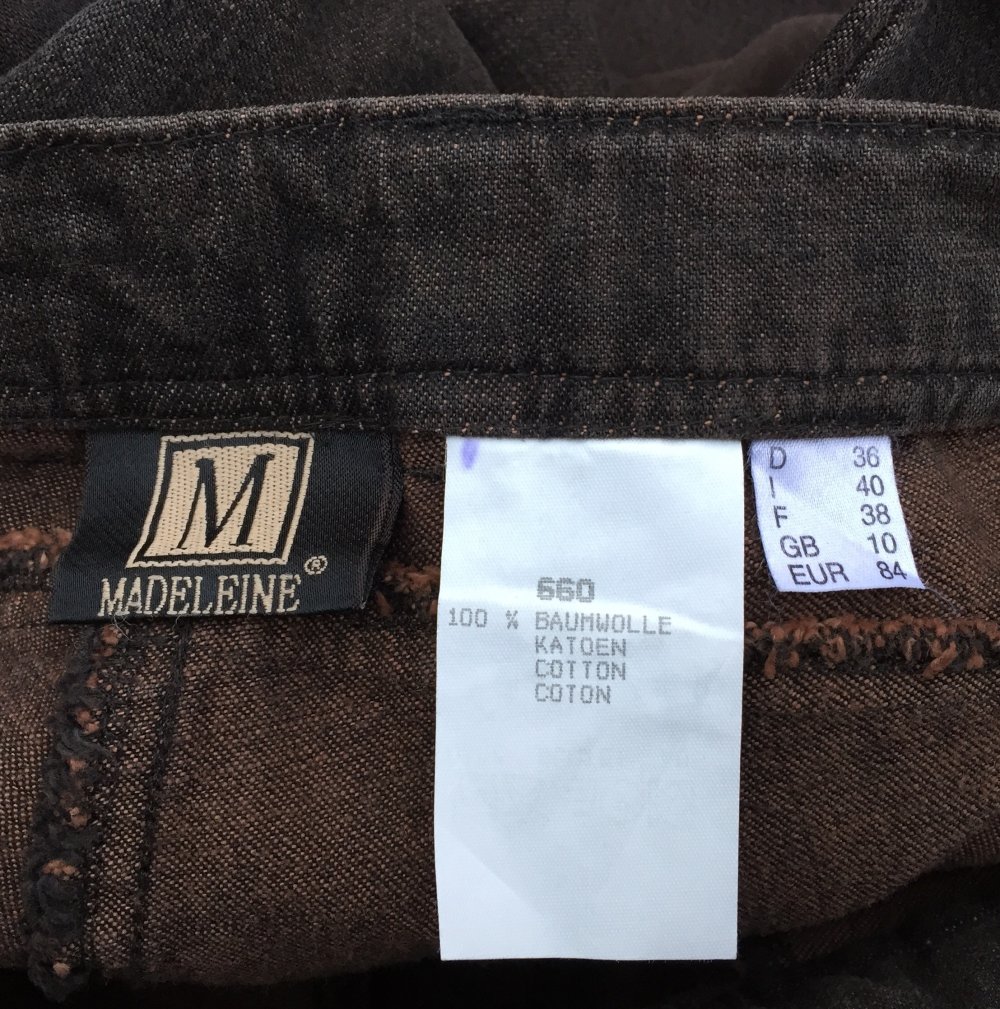 M
MADELEINE®
660
100 % BAUMWOLLE
KATOEN
COTTON
COTON
D 36
I 40
F 38
GB 10
EUR 84